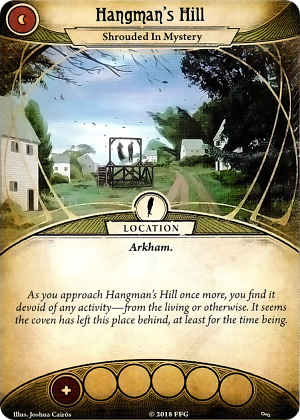 Hangman's Hill
Shrouded In Mystery
LOCATION
Arkham.
As you approach Hangman's Hill once more, you find it
devoid of any activity—from the living or otherwise. It seems
the coven has left this place behind, at least for the time being.
Illus. Joshua Cairós
© 2018 FFG